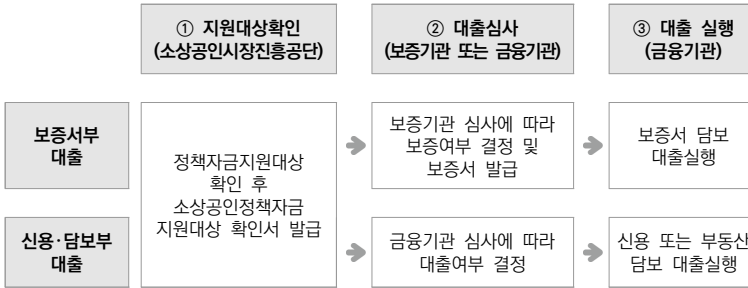 ① 지원대상확인
(소상공인시장진흥공단)
② 대출심사
(보증기관 또는 금융기관)
③ 대출 실행
(금융기관)
보증서부
대출
정책자금지원대상
확인 후
소상공인정책자금
지원대상 확인서 발급
보증기관 심사에 따라
보증여부 결정 및
보증서 발급
보증서 담보
대출실행
신용·담보부
대출
금융기관 심사에 따라
대출여부 결정
신용 또는 부동산
담보 대출실행